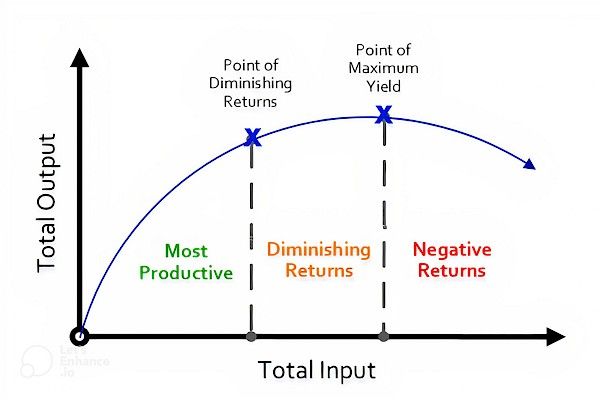 Point of
Diminishing
Returns
Point of
Maximum
Yield
X
X
Total Output
Most
Productive
Diminishing
Returns
Negative
Returns
Total Input
Let's
Enhance
.io